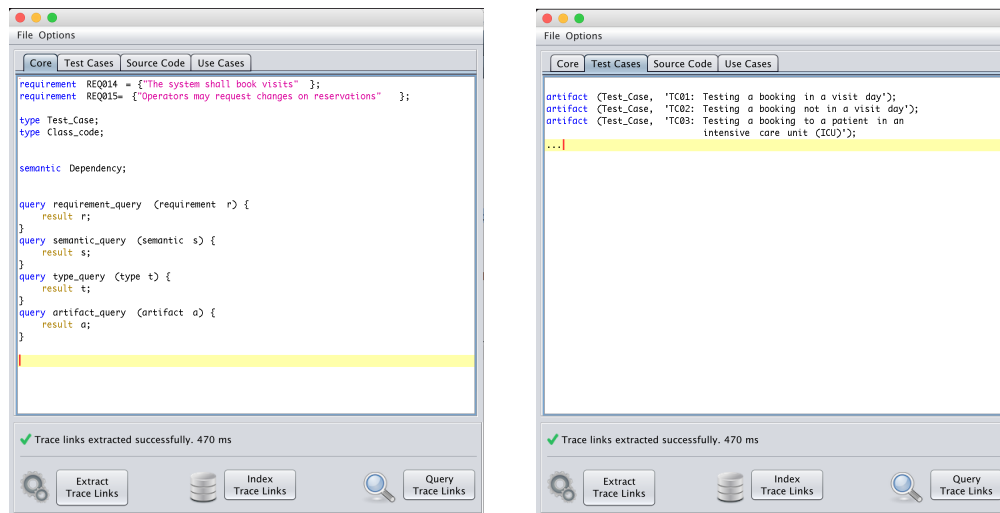 File Options
Core Test Cases Source Code Use Cases
requirement REQ014 = {"The system shall book visits" };
requirement REQ015= {"Operators may request changes on reservations" };
type Test_Case;
type Class_code;
semantic Dependency;
query requirement_query (requirement r) {
result r;
}
query semantic_query (semantic s) {
result s;
}
query type_query (type t) {
result t;
}
query artifact_query (artifact a) {
result a;
}
Trace links extracted successfully. 470 ms
Extract
Trace Links
Index
Trace Links
Query
Trace Links
File Options
Core Test Cases Source Code Use Cases
artifact (Test_Case, 'TC01: Testing a booking in a visit day');
artifact (Test_Case, 'TC02: Testing a booking not in a visit day');
artifact (Test_Case, 'TC03: Testing a booking to a patient in an
intensive care unit (ICU)');
...
Trace links extracted successfully. 470 ms
Extract
Trace Links
Index
Trace Links
Query
Trace Links